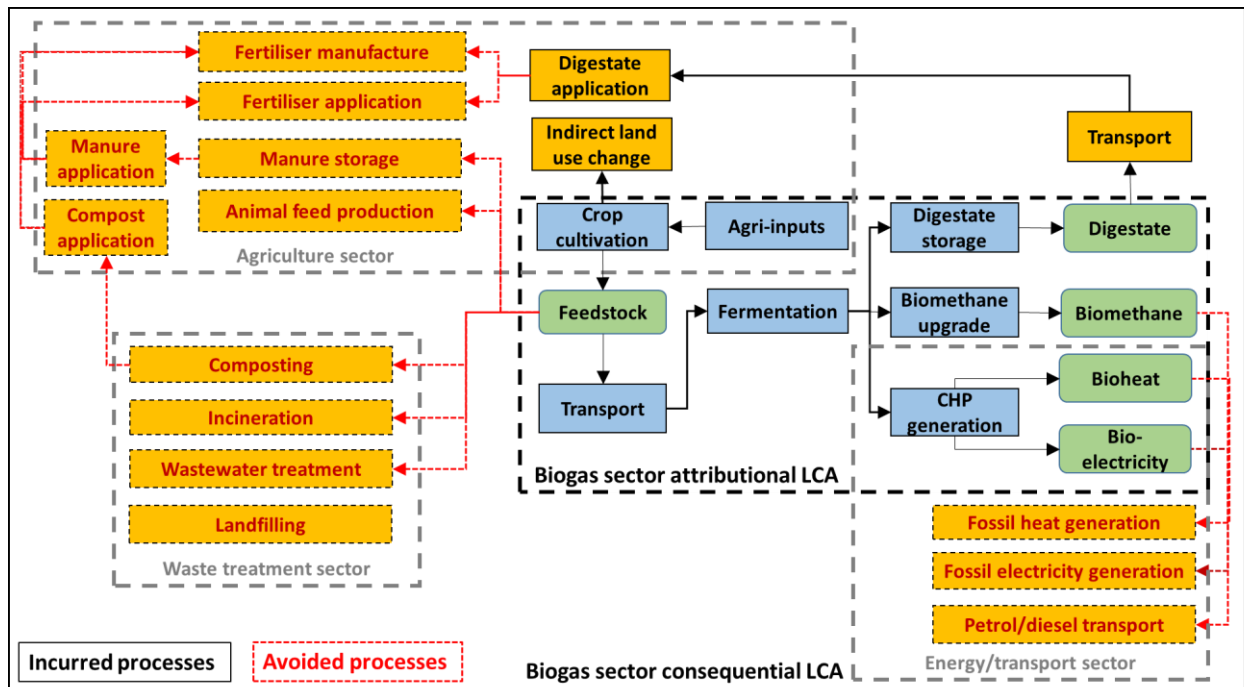 Fertiliser manufacture
Fertiliser application
Manure
application
Manure storage
Compost
application
Animal feed production
Agriculture sector
Digestate
application
Indirect land
use change
Transport
Crop
cultivation
Agri-inputs
Digestate
storage
Digestate
Feedstock
Fermentation
Biomethane
upgrade
Biomethane
Transport
CHP
generation
Bioheat
Bio-
electricity
Biogas sector attributional LCA
Composting
Incineration
Wastewater treatment
Landfilling
Waste treatment sector
Fossil heat generation
Fossil electricity generation
Petrol/diesel transport
Energy/transport sector
Incurred processes
Avoided processes
Biogas sector consequential LCA